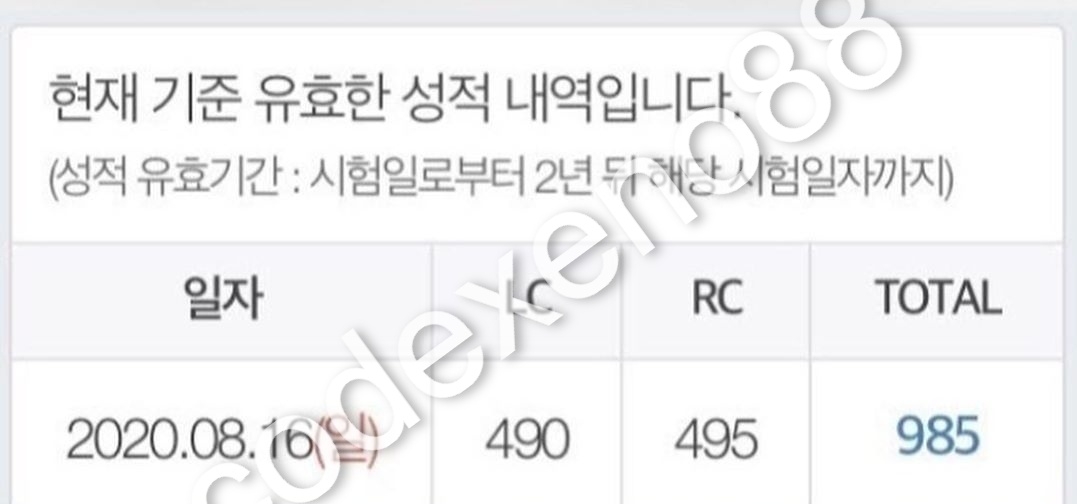 현재 기준 유효한 성적 내역입니다.
(성적 유효기간 : 시험일로부터 2년 뒤 해당 시험일자까지)
일자 LC RC TOTAL
2020.08.16(일) 490 495 985
codexeno88